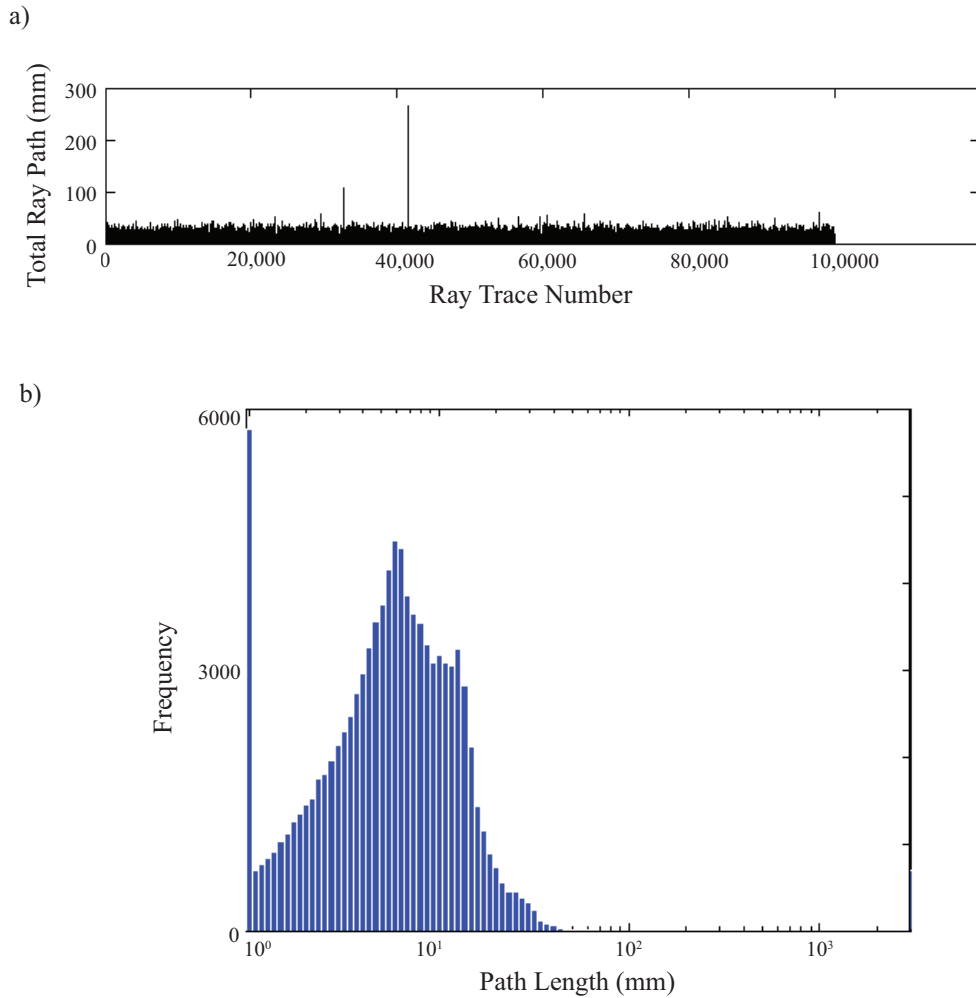 a)
Total Ray Path (mm)
300
200
100
0
0 20,000 40,000 60,000 80,000 10,0000
Ray Trace Number
b)
Frequency
6000
3000
0
10⁰ 10¹ 10² 10³
Path Length (mm)